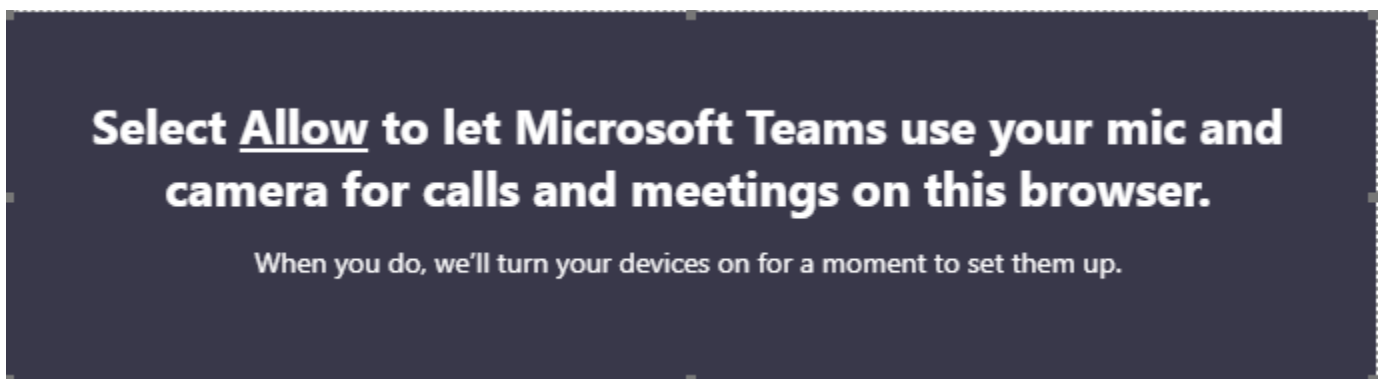 Select Allow to let Microsoft Teams use your mic and
camera for calls and meetings on this browser.
When you do, we’ll turn your devices on for a moment to set them up.